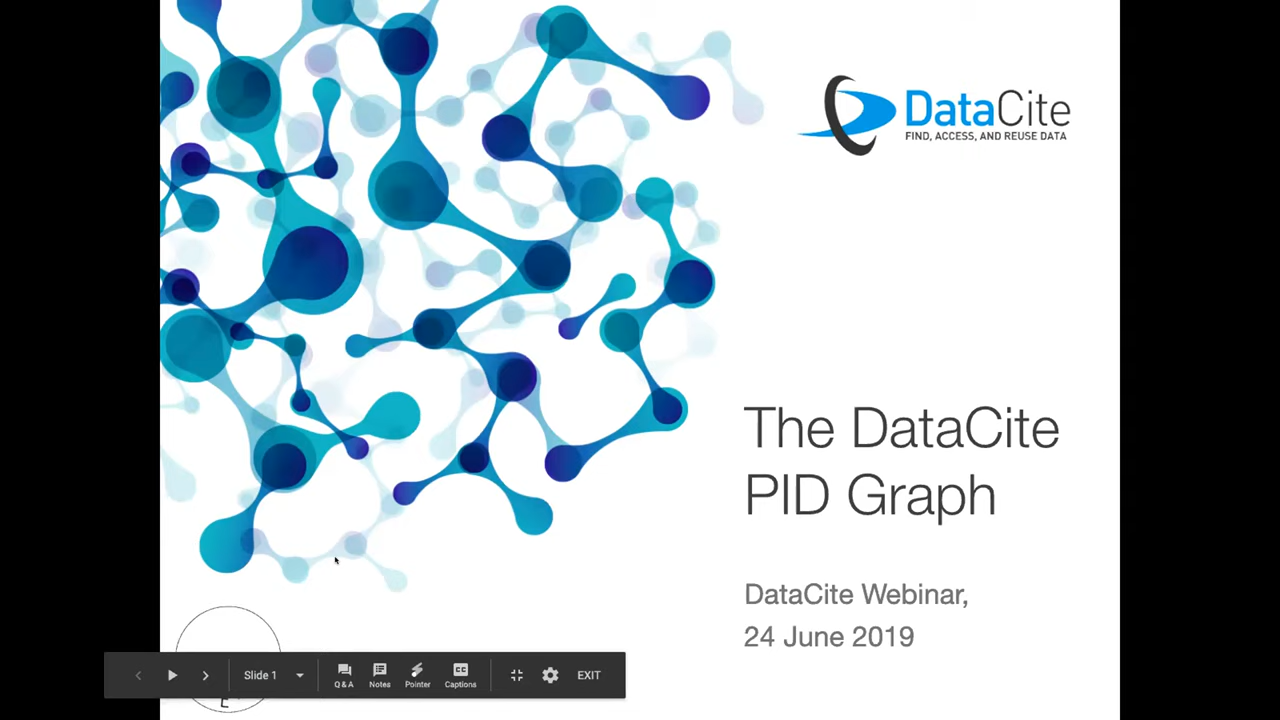 DataCite
FIND, ACCESS, AND REUSE DATA
The DataCite
PID Graph
DataCite Webinar,
24 June 2019
Slide 1
Q & A
Notes
Pointer
CC
Captions
EXIT